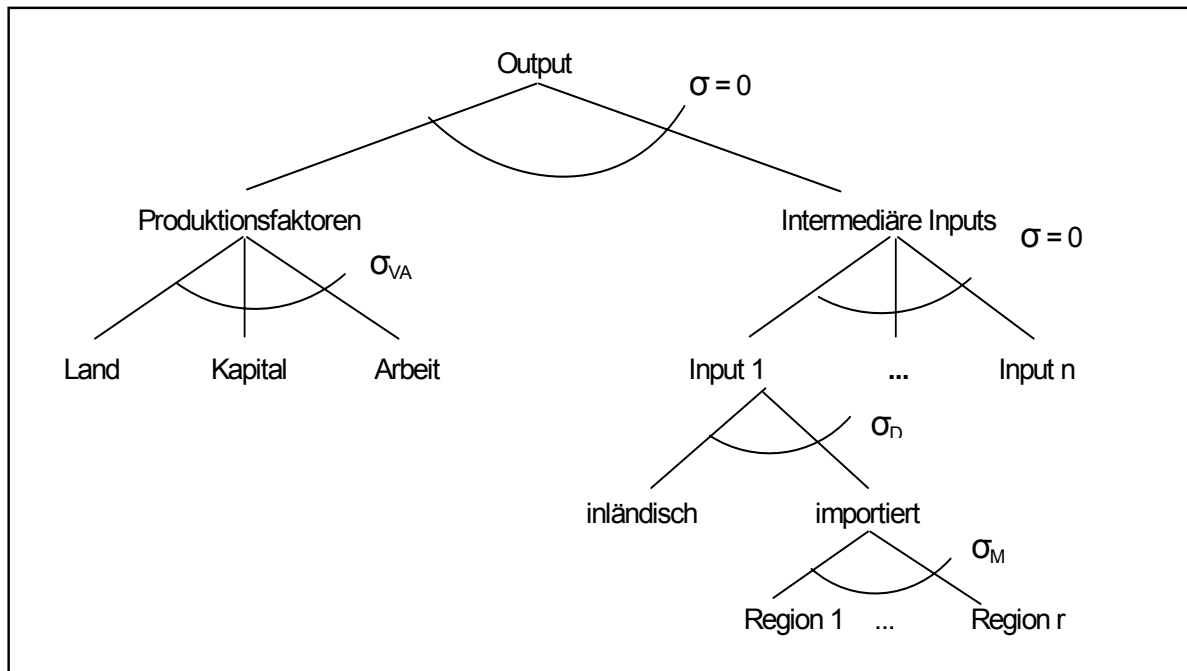 Output
σ = 0
Produktionsfaktoren
Intermediäre Inputs
σ = 0
σVA
Land Kapital Arbeit
Input 1 ... Input n
σD
inländisch importiert
σM
Region 1 ... Region r